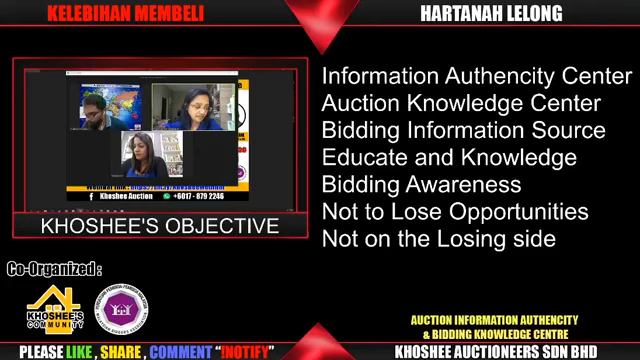 KELEBIHAN MEMBELI
HARTANAH LELONG
Information Authencity Center
Auction Knowledge Center
Bidding Information Source
Educate and Knowledge
Bidding Awareness
Not to Lose Opportunities
Not on the Losing side
Khoshee Auction
+6017 - 879 2246
KHOSHEE'S OBJECTIVE
Co-Organized :
KHOSHEE'S
COMMUNITY
AUCTION INFORMATION AUTHENCITY
& BIDDING KNOWLEDGE CENTRE
PLEASE LIKE , SHARE , COMMENT "!NOTIFY"
KHOSHEE AUCTIONEERS SDN BHD